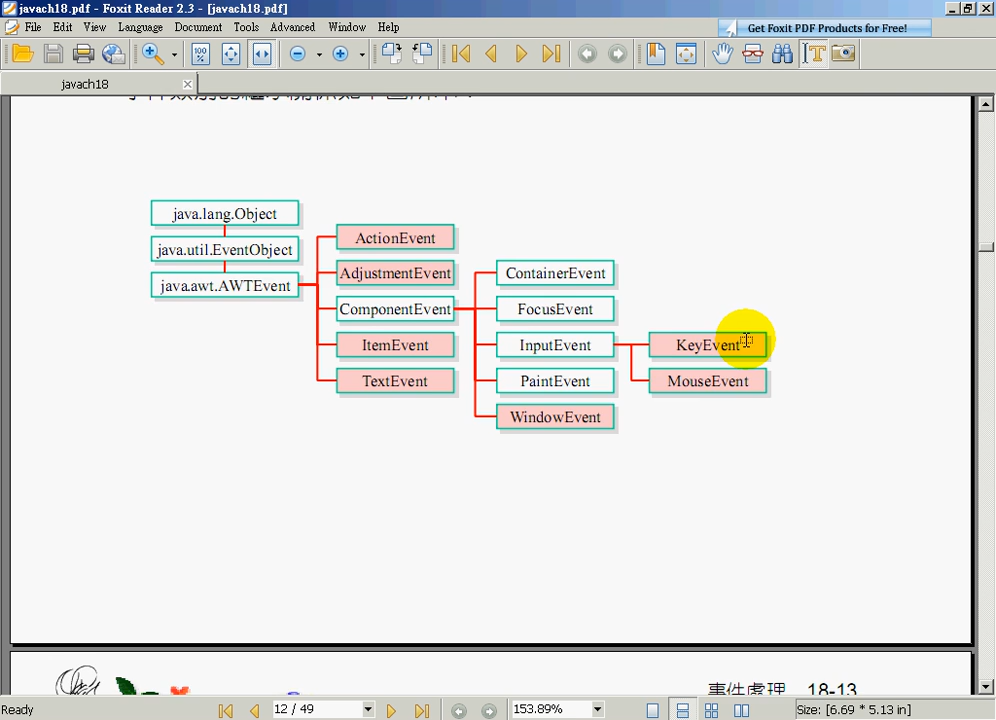 javach18.pdf - Foxit Reader 2.3 - [javach18.pdf]
File Edit View Language Document Tools Advanced Window Help
Get Foxit PDF Products for Free!
100 %
javach18
java.lang.Object
java.util.EventObject
java.awt.AWTEvent
ActionEvent
AdjustmentEvent
ComponentEvent
ItemEvent
TextEvent
ContainerEvent
FocusEvent
InputEvent
PaintEvent
WindowEvent
KeyEvent
MouseEvent
事件處理 18-13
Ready
12 / 49
153.89%
Size: [6.69 * 5.13 in]